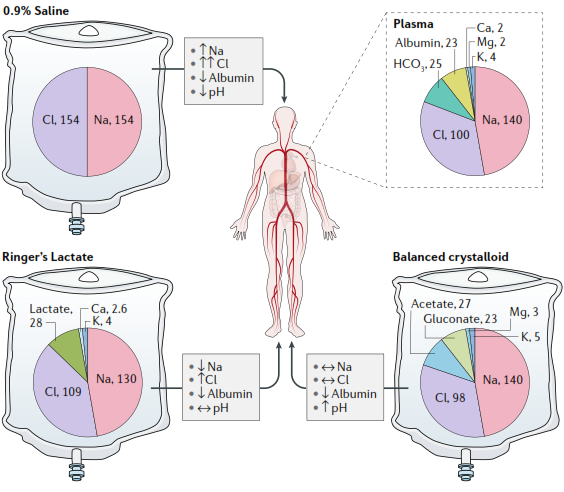 0.9% Saline
Cl, 154
Na, 154
• ↑ Na
• ↑↑ Cl
• ↓ Albumin
• ↓ pH
Plasma
Ca, 2
Albumin, 23
Mg, 2
HCO₃, 25
K, 4
Na, 140
Cl, 100
Ringer's Lactate
Lactate,
28
Ca, 2.6
K, 4
Na, 130
Cl, 109
• ↓ Na
• ↑ Cl
• ↓ Albumin
• ↔ pH
Balanced crystalloid
Acetate, 27
Gluconate, 23
Mg, 3
K, 5
Na, 140
Cl, 98
• ↔ Na
• ↔ Cl
• ↓ Albumin
• ↑ pH